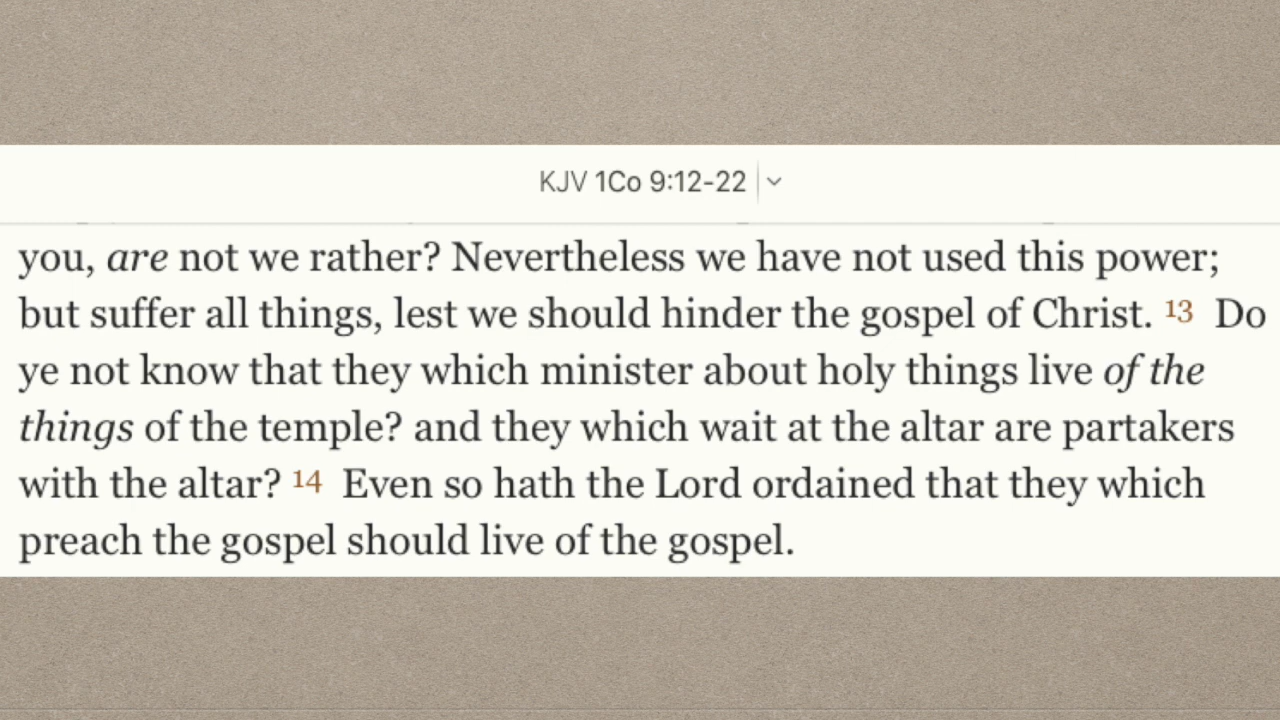 KJV 1Co 9:12-22
you, are not we rather? Nevertheless we have not used this power;
but suffer all things, lest we should hinder the gospel of Christ. 13 Do
ye not know that they which minister about holy things live of the
things of the temple? and they which wait at the altar are partakers
with the altar? 14 Even so hath the Lord ordained that they which
preach the gospel should live of the gospel.